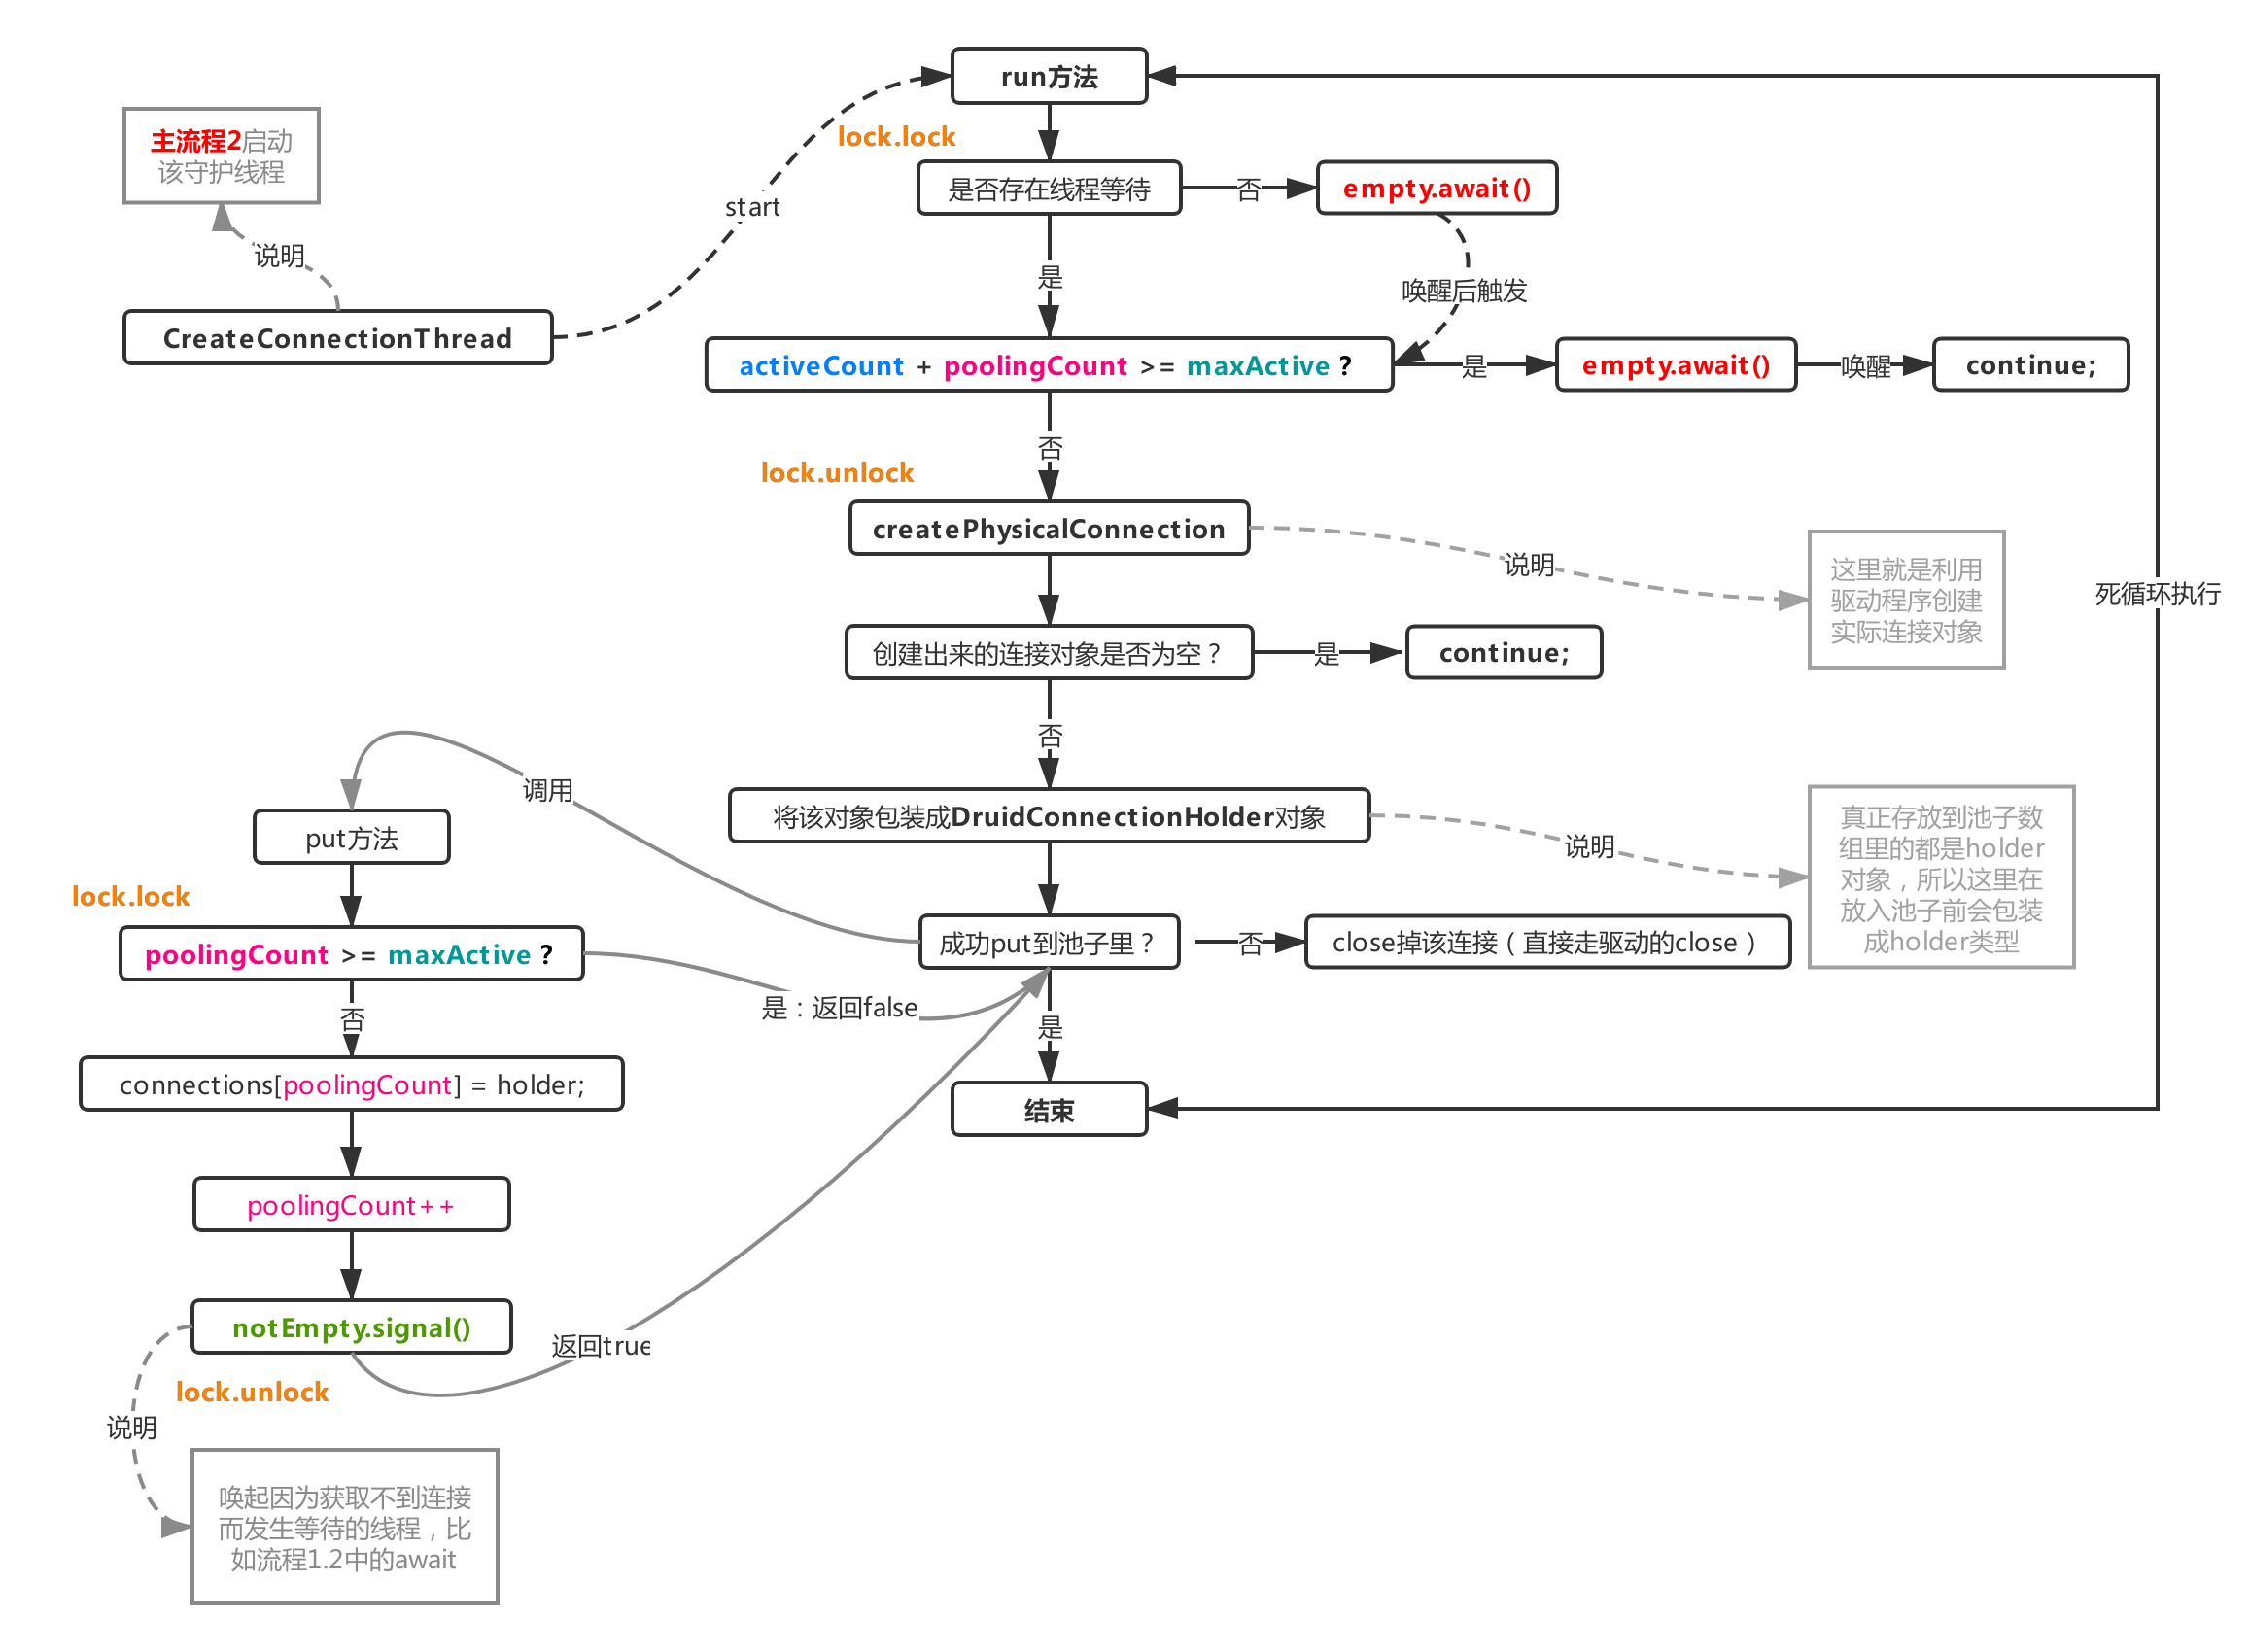 run方法
lock.lock
主流程2启动
该守护线程
是否存在线程等待
否
empty.await()
start
说明
是
唤醒后触发
CreateConnectionThread
activeCount + poolingCount >= maxActive ?
是
empty.await()
唤醒
continue;
否
lock.unlock
createPhysicalConnection
说明
这里就是利用
驱动程序创建
实际连接对象
死循环执行
创建出来的连接对象是否为空？
是
continue;
否
调用
将该对象包装成DruidConnectionHolder对象
说明
真正存放到池子数
组里的都是holder
对象，所以这里在
放入池子前会包装
成holder类型
put方法
lock.lock
poolingCount >= maxActive ?
成功put到池子里？
否
close掉该连接（直接走驱动的close）
是：返回false
否
是
connections[poolingCount] = holder;
结束
poolingCount++
notEmpty.signal()
返回true
lock.unlock
说明
唤起因为获取不到连接
而发生等待的线程，比
如流程1.2中的await